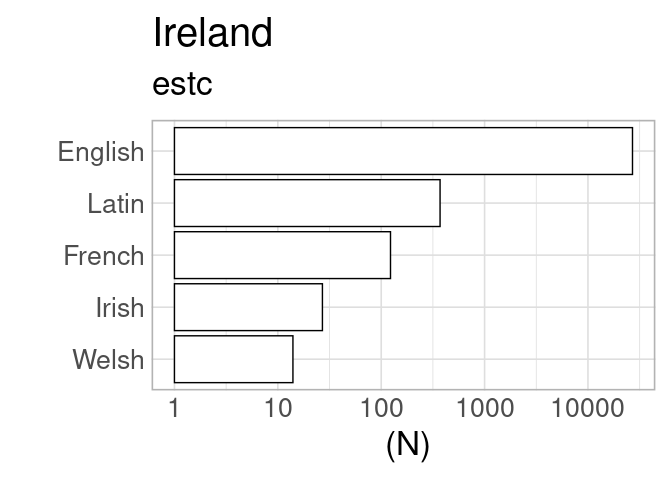 Ireland
estc
English
Latin
French
Irish
Welsh
1 10 100 1000 10000
(N)